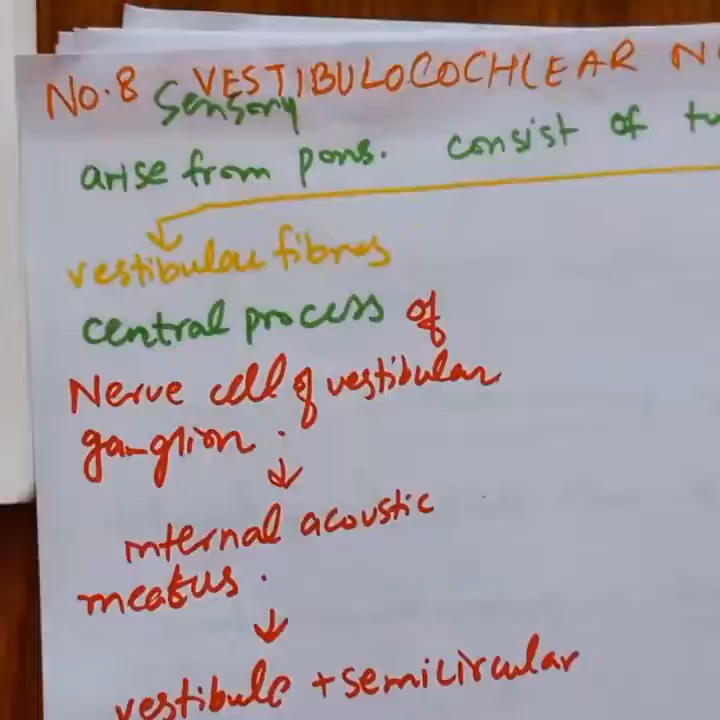 No.8 VESTIBULOCOCHLEAR N
Sensory
arise from pons. consist of
vestibular fibres
central process of
Nerve cell of vestibular
ganglion.
internal acoustic
meatus.
vestibule + semicircular